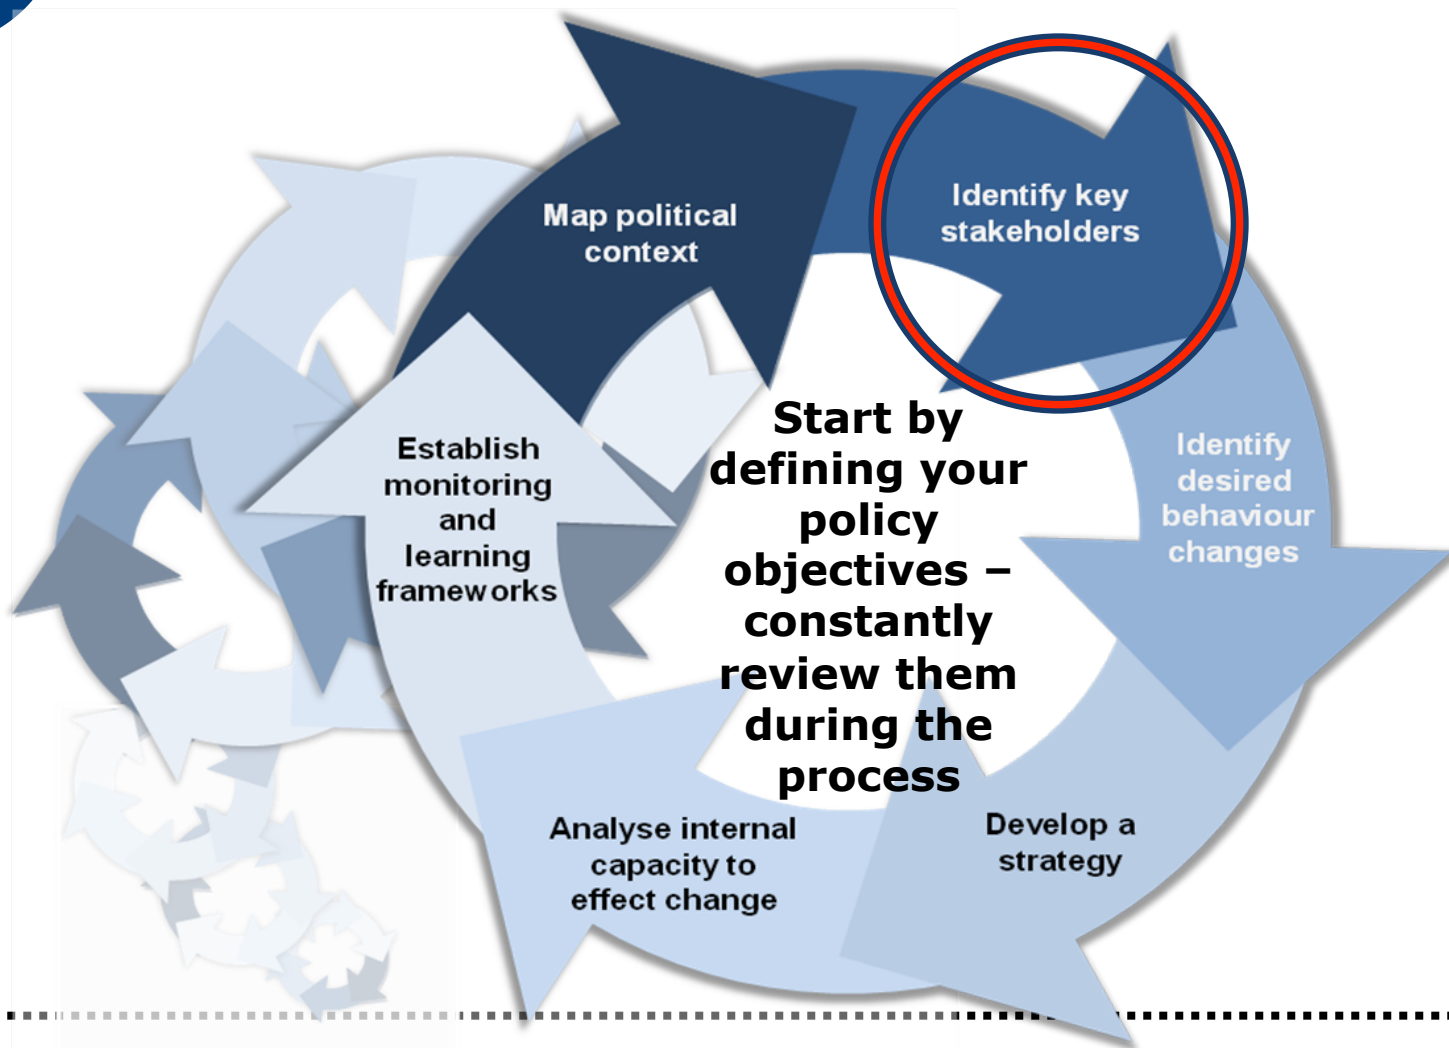 Map political
context
Identify key
stakeholders
Identify
desired
behaviour
changes
Develop a
strategy
Analyse internal
capacity to
effect change
Establish
monitoring
and
learning
frameworks
Start by
defining your
policy
objectives –
constantly
review them
during the
process